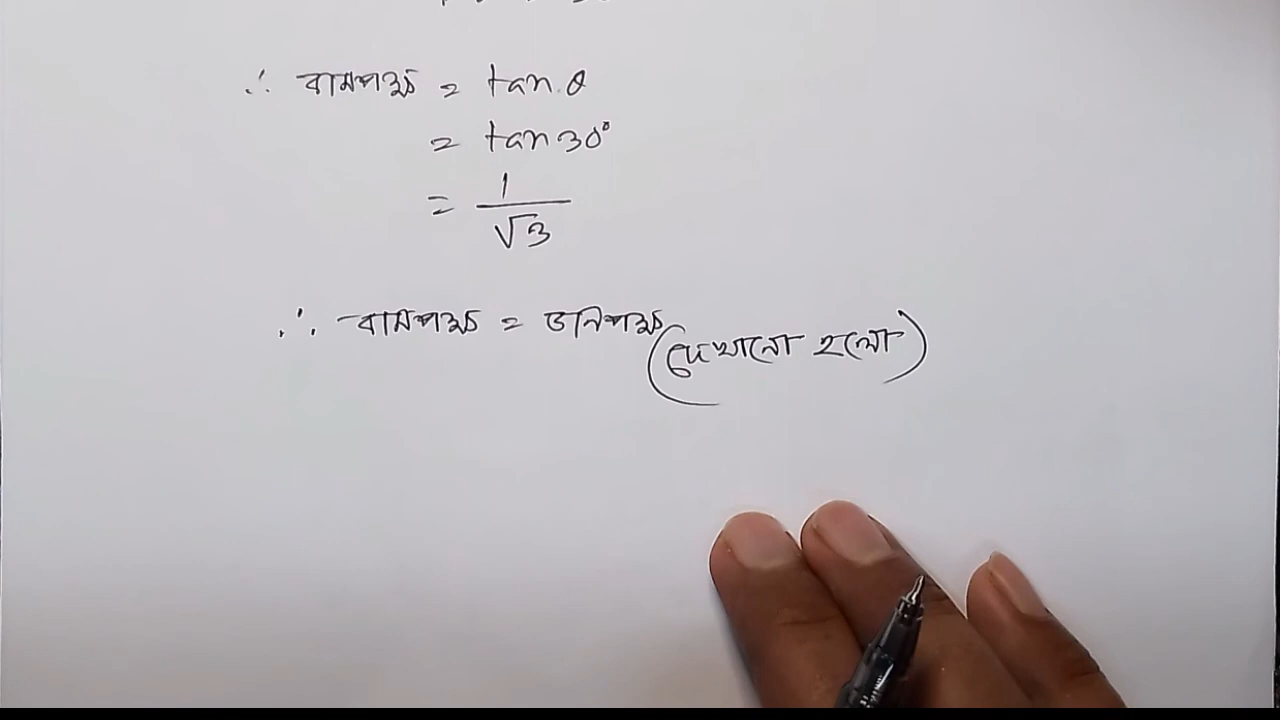 ∴ বামপক্ষ = tan θ
= tan 30°
= 1/√3
∴ বামপক্ষ = ডানপক্ষ
(দেখানো হলো)